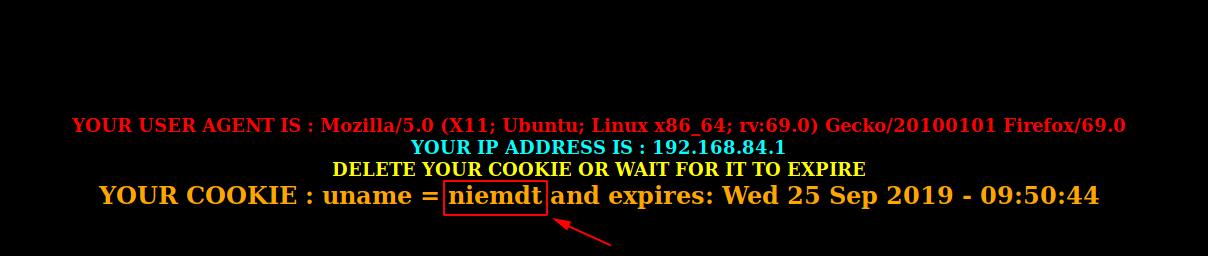 YOUR USER AGENT IS : Mozilla/5.0 (X11; Ubuntu; Linux x86_64; rv:69.0) Gecko/20100101 Firefox/69.0
YOUR IP ADDRESS IS : 192.168.84.1
DELETE YOUR COOKIE OR WAIT FOR IT TO EXPIRE
YOUR COOKIE : uname = niemdt and expires: Wed 25 Sep 2019 - 09:50:44